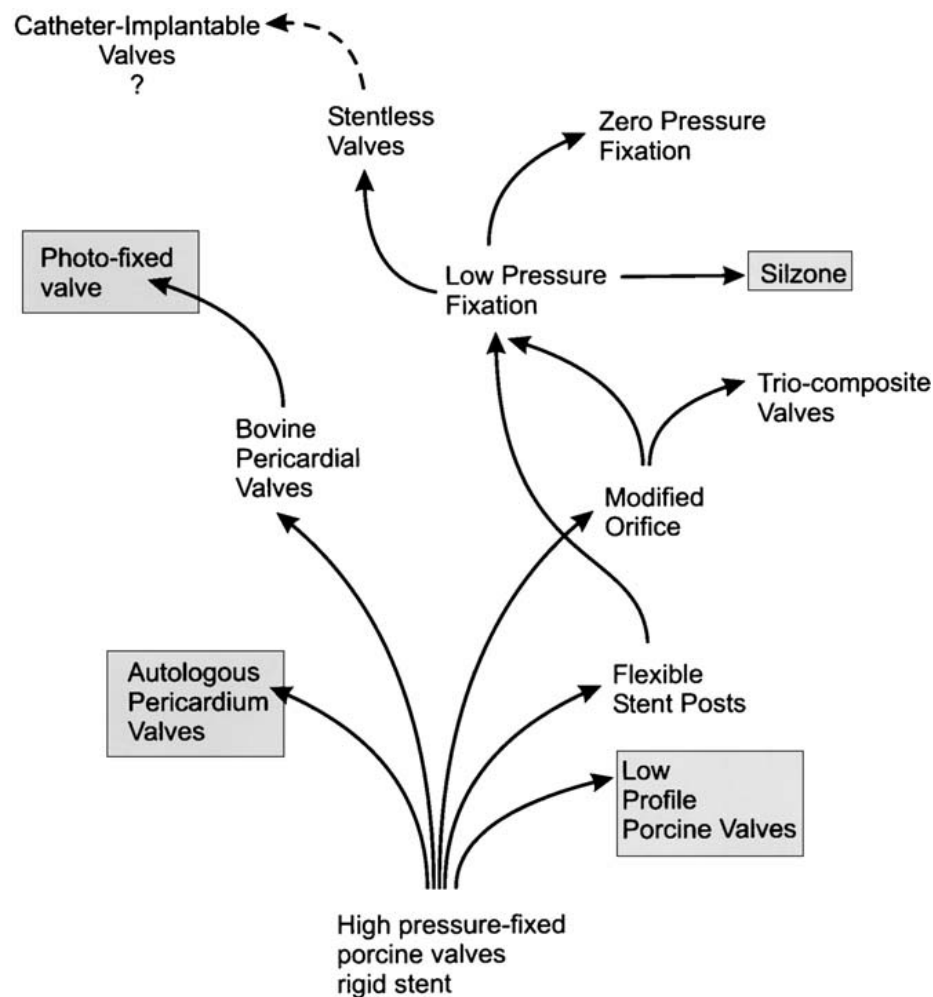 Catheter-Implantable
Valves
?
Stentless
Valves
Zero Pressure
Fixation
Photo-fixed
valve
Low Pressure
Fixation
Silzone
Trio-composite
Valves
Bovine
Pericardial
Valves
Modified
Orifice
Autologous
Pericardium
Valves
Flexible
Stent Posts
Low
Profile
Porcine Valves
High pressure-fixed
porcine valves
rigid stent